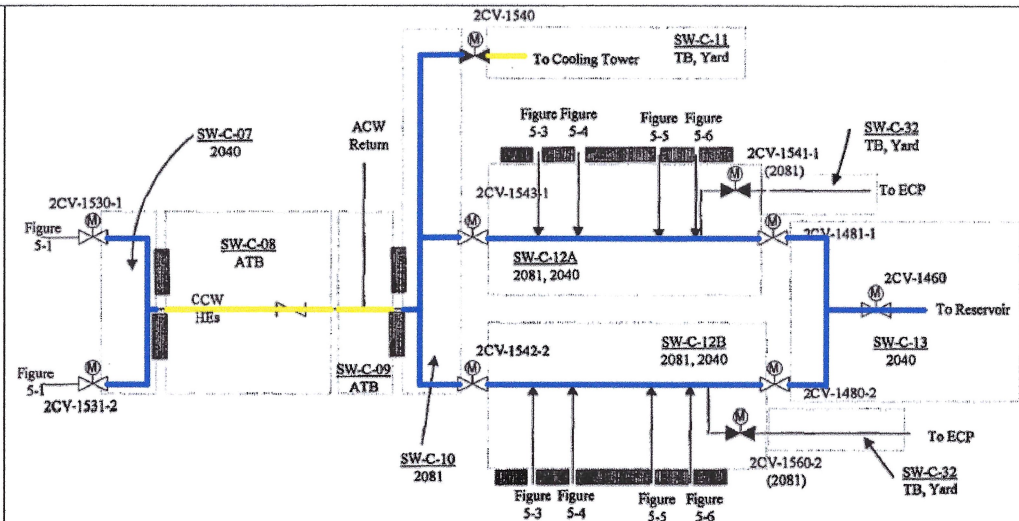 2CV-1540
SW-C-11
TB, Yard
To Cooling Tower
SW-C-07
2040
ACW
Return
Figure
5-3
Figure
5-4
Figure
5-5
Figure
5-6
SW-C-32
TB, Yard
2CV-1541-1
(2081)
To ECP
2CV-1530-1
Figure
5-1
SW-C-08
ATB
2CV-1543-1
SW-C-12A
2081, 2040
2CV-1481-1
2CV-1460
To Reservoir
CCW
HEs
SW-C-13
2040
2CV-1542-2
SW-C-12B
2081, 2040
Figure
5-1
2CV-1531-2
SW-C-09
ATB
2CV-1480-2
SW-C-10
2081
2CV-1560-2
(2081)
To ECP
SW-C-32
TB, Yard
Figure
5-3
Figure
5-4
Figure
5-5
Figure
5-6
M
M
M
M
M
M
M
M
M
M